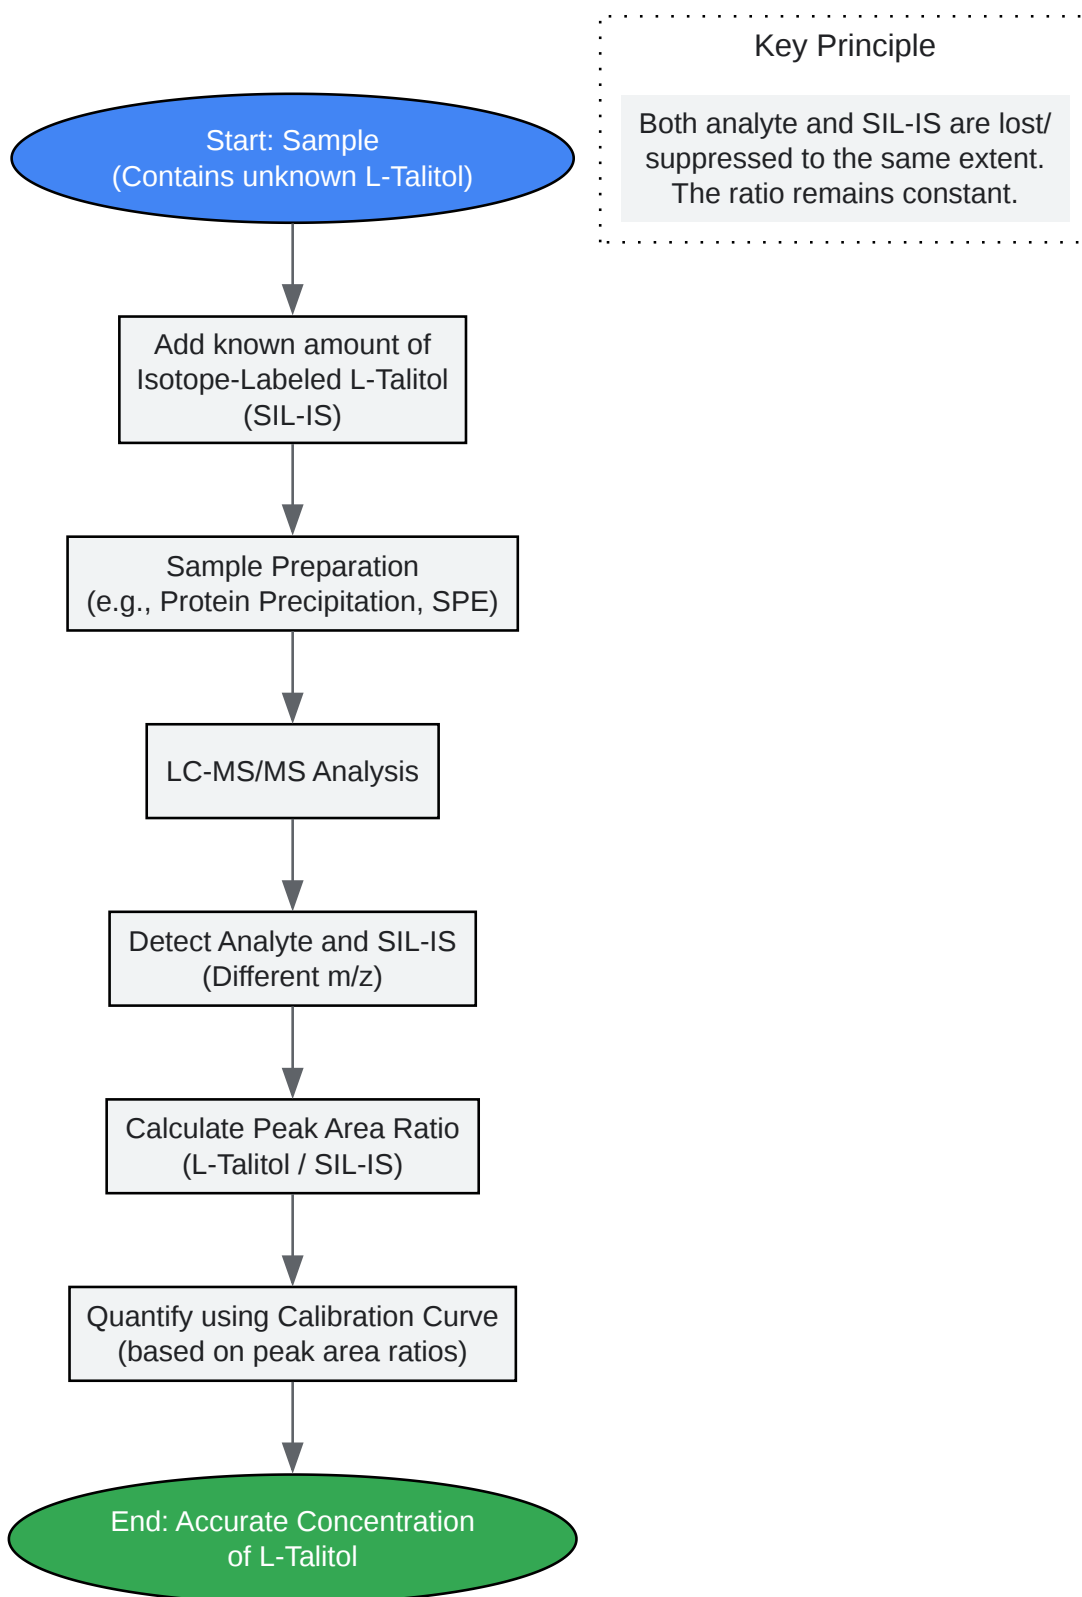 Key Principle
Both analyte and SIL-IS are lost/
suppressed to the same extent.
The ratio remains constant.
Start: Sample
(Contains unknown L-Talitol)
Add known amount of
Isotope-Labeled L-Talitol
(SIL-IS)
Sample Preparation
(e.g., Protein Precipitation, SPE)
LC-MS/MS Analysis
Detect Analyte and SIL-IS
(Different m/z)
Calculate Peak Area Ratio
(L-Talitol / SIL-IS)
Quantify using Calibration Curve
(based on peak area ratios)
End: Accurate Concentration
of L-Talitol